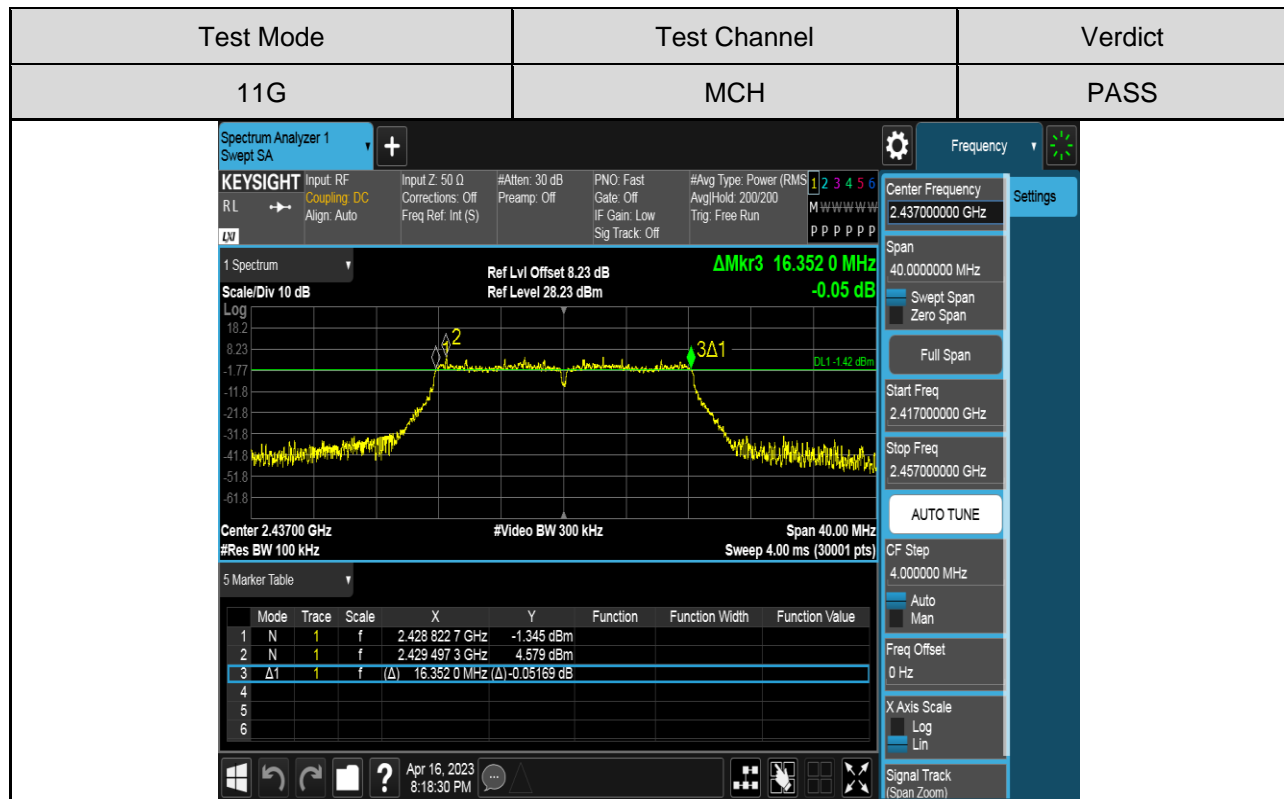 Test Mode Test Channel Verdict
11G MCH PASS
Spectrum Analyzer 1
Swept SA
+
Frequency
KEYSIGHT Input: RF Input Z: 50 Ω #Atten: 30 dB PNO: Fast #Avg Type: Power (RMS 1 2 3 4 5 6
RL Coupling: DC Corrections: Off Preamp: Off Gate: Off Avg|Hold: 200/200 M W W W W W
Align: Auto Freq Ref: Int (S) IF Gain: Low Trig: Free Run
LXI Sig Track: Off P P P P P P
1 Spectrum
Ref Lvl Offset 8.23 dB ΔMkr3 16.352 0 MHz
Scale/Div 10 dB Ref Level 28.23 dBm -0.05 dB
Log
18.2
8.23
-1.77
-11.8
-21.8
-31.8
-41.8
-51.8
-61.8
1
2
3Δ1
DL1 -1.42 dBm
Center 2.43700 GHz #Video BW 300 kHz Span 40.00 MHz
#Res BW 100 kHz Sweep 4.00 ms (30001 pts)
5 Marker Table
Mode Trace Scale X Y Function Function Width Function Value
1 N 1 f 2.428 822 7 GHz -1.345 dBm
2 N 1 f 2.429 497 3 GHz 4.579 dBm
3 Δ1 1 f (Δ) 16.352 0 MHz (Δ) -0.05169 dB
4
5
6
?
Apr 16, 2023
8:18:30 PM
Center Frequency
2.437000000 GHz
Settings
Span
40.0000000 MHz
Swept Span
Zero Span
Full Span
Start Freq
2.417000000 GHz
Stop Freq
2.457000000 GHz
AUTO TUNE
CF Step
4.000000 MHz
Auto
Man
Freq Offset
0 Hz
X Axis Scale
Log
Lin
Signal Track
(Span Zoom)